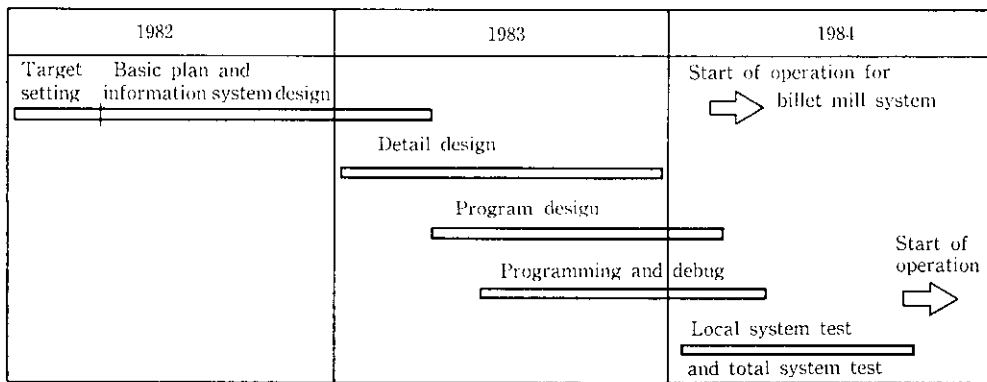 1982
1983
1984
Target
setting
Basic plan and
information system design
Start of operation for
billet mill system
Detail design
Program design
Programming and debug
Start of
operation
Local system test
and total system test